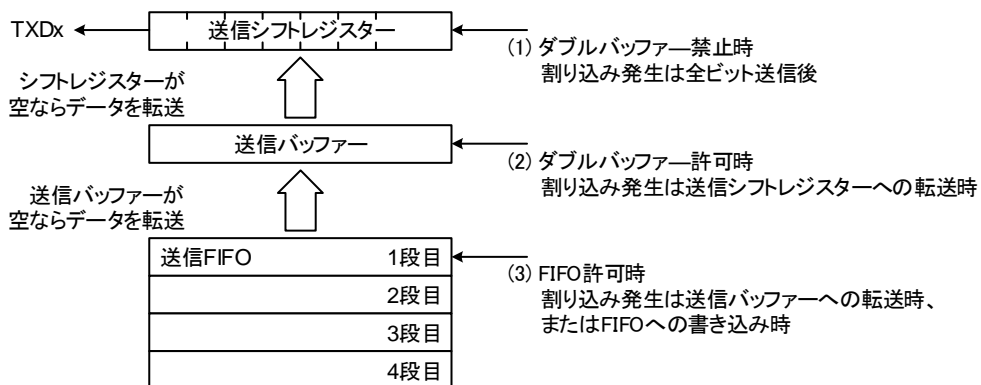 TXDx
送信シフトレジスター
(1) ダブルバッファ―禁止時
割り込み発生は全ビット送信後
シフトレジスターが
空ならデータを転送
送信バッファー
(2) ダブルバッファ―許可時
割り込み発生は送信シフトレジスターへの転送時
送信バッファーが
空ならデータを転送
送信FIFO 1段目
(3) FIFO許可時
割り込み発生は送信バッファーへの転送時、
またはFIFOへの書き込み時
2段目
3段目
4段目